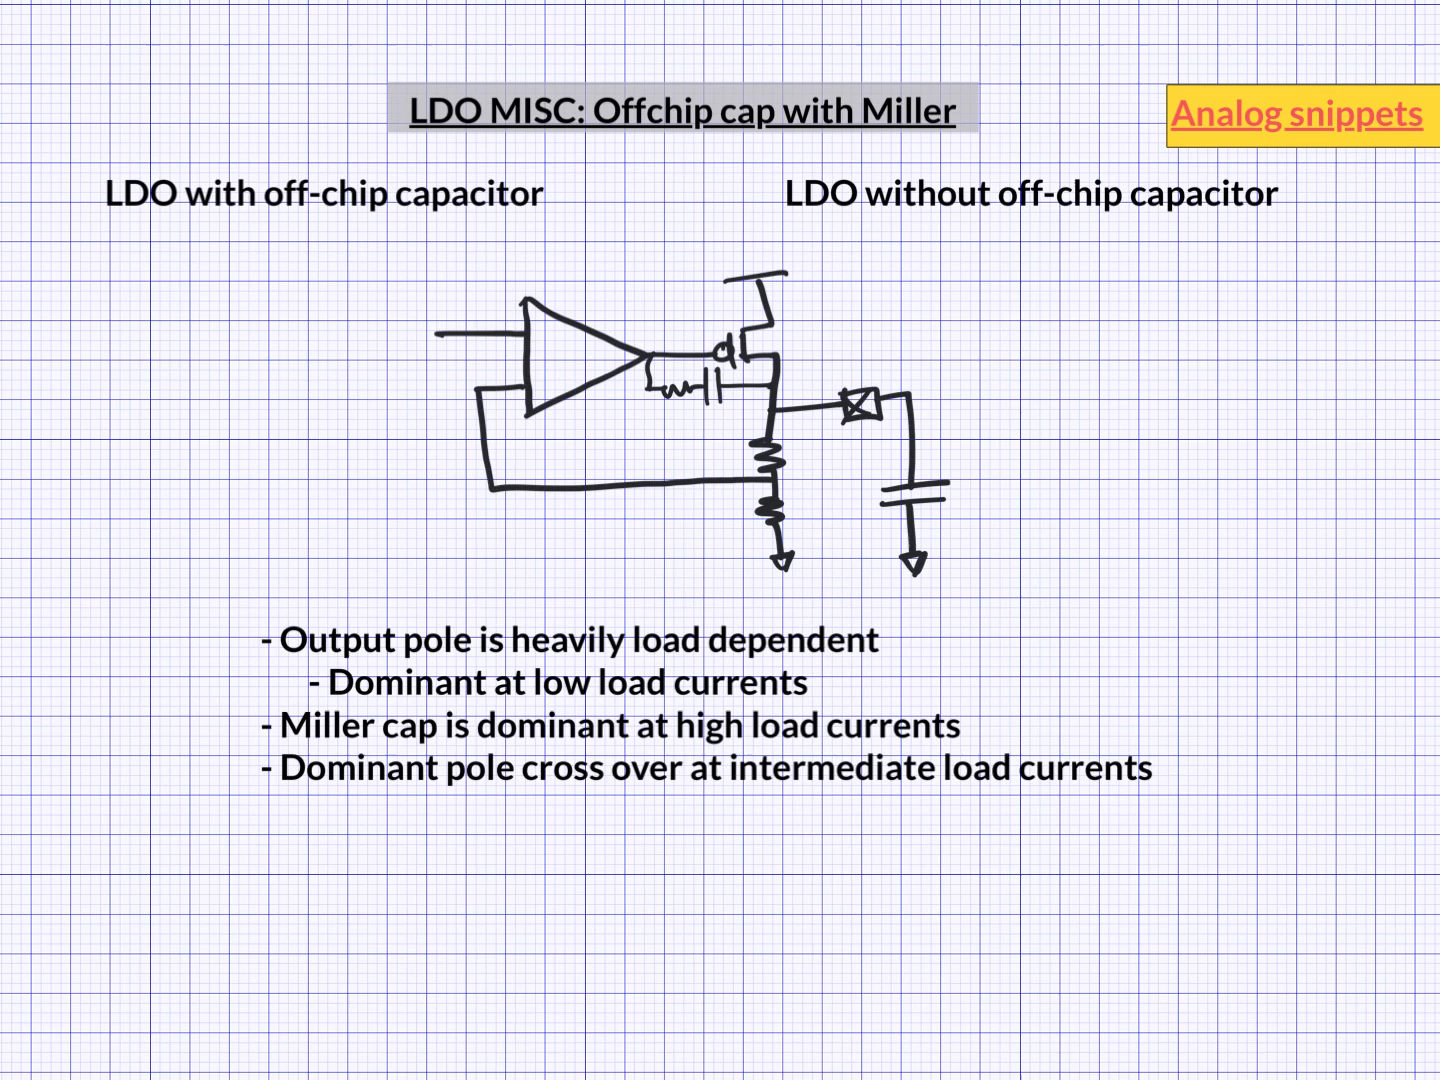 LDO MISC: Offchip cap with Miller
Analog snippets
LDO with off-chip capacitor
LDO without off-chip capacitor
- Output pole is heavily load dependent
- Dominant at low load currents
- Miller cap is dominant at high load currents
- Dominant pole cross over at intermediate load currents